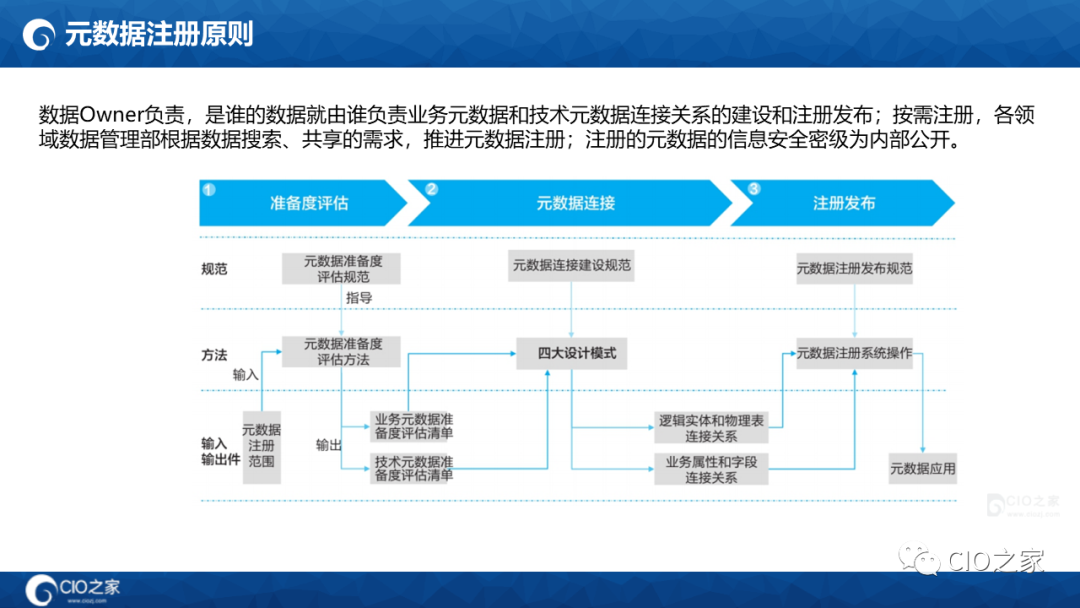 元数据注册原则
数据Owner负责，是谁的数据就由谁负责业务元数据和技术元数据连接关系的建设和注册发布；按需注册，各领
域数据管理部根据数据搜索、共享的需求，推进元数据注册；注册的元数据的信息安全密级为内部公开。
1
准备度评估
2
元数据连接
3
注册发布
规范
元数据准备度
评估规范
元数据连接建设规范
元数据注册发布规范
指导
方法
元数据准备度
评估方法
四大设计模式
元数据注册系统操作
输入
输入
输出件
元数据
注册
范围
输出
业务元数据准
备度评估清单
技术元数据准
备度评估清单
逻辑实体和物理表
连接关系
业务属性和字段
连接关系
元数据应用
CIO之家
www.ciozj.com
CIO之家
CIO之家
www.ciozj.com